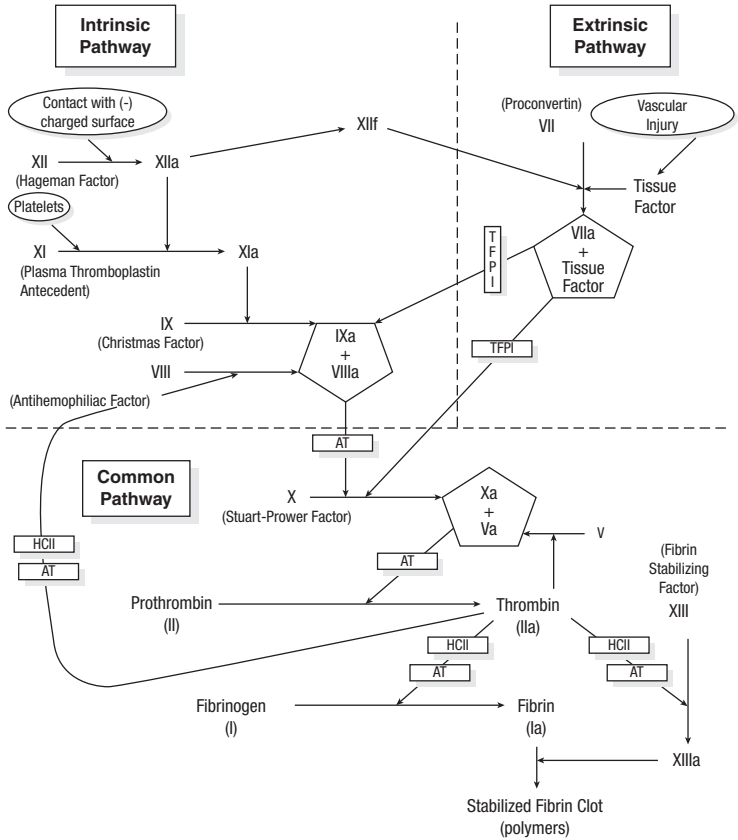 Intrinsic
Pathway
Extrinsic
Pathway
Contact with (-)
charged surface
(Proconvertin)
VII
Vascular
Injury
XIIf
XII
XIIa
(Hageman Factor)
Tissue
Factor
Platelets
XI
XIa
(Plasma Thromboplastin
Antecedent)
T
F
P
I
VIIa
+
Tissue
Factor
IX
(Christmas Factor)
IXa
+
VIIIa
TFPI
VIII
(Antihemophiliac Factor)
AT
Common
Pathway
X
(Stuart-Prower Factor)
Xa
+
Va
V
HCII
AT
AT
(Fibrin
Stabilizing
Factor)
XIII
Prothrombin
(II)
Thrombin
(IIa)
HCII
AT
HCII
AT
Fibrinogen
(I)
Fibrin
(Ia)
XIIIa
Stabilized Fibrin Clot
(polymers)